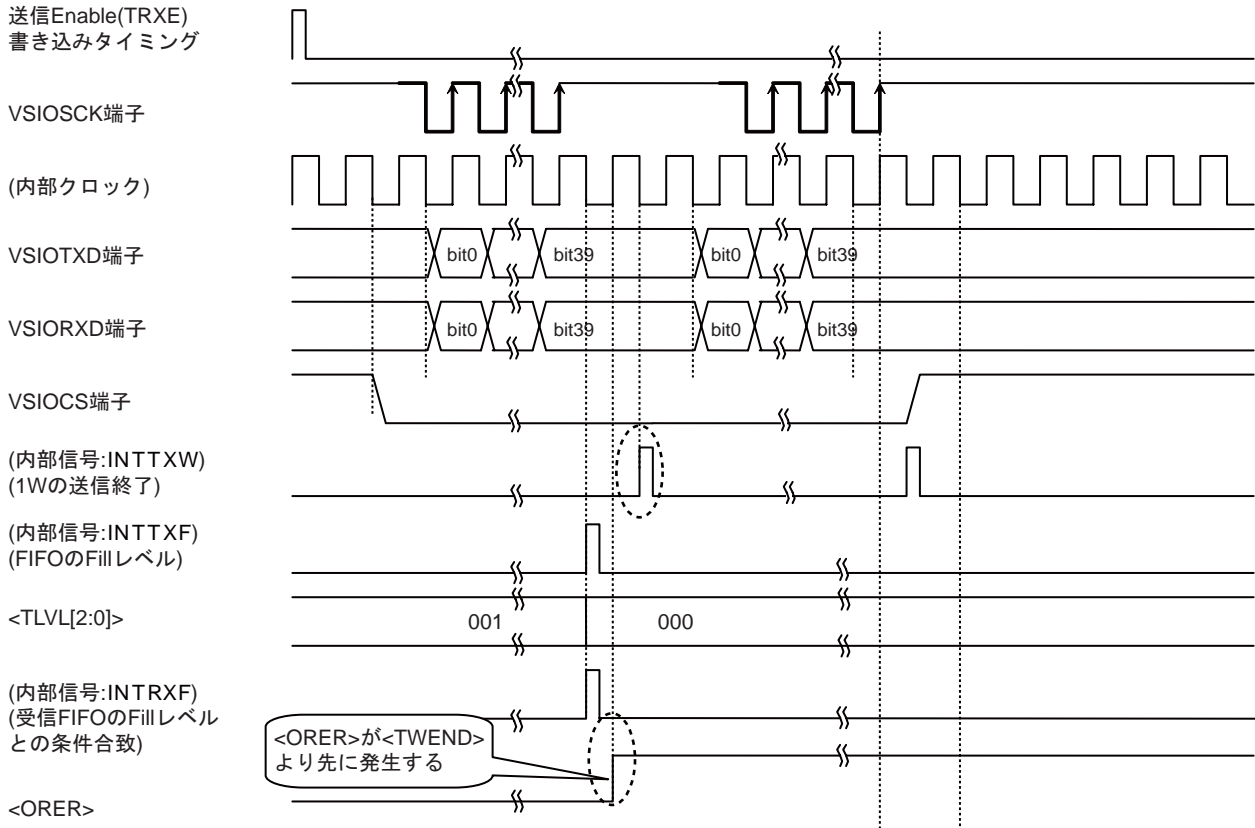 送信Enable(TRXE)
書き込みタイミング
VSIOSCK端子
(内部クロック)
VSIOTXD端子
bit0
bit39
bit0
bit39
VSIORXD端子
bit0
bit39
bit0
bit39
VSIOCS端子
(内部信号:INTTXW)
(1Wの送信終了)
(内部信号:INTTXF)
(FIFOのFillレベル)
<TLVL[2:0]>
001
000
(内部信号:INTRXF)
(受信FIFOのFillレベル
との条件合致)
<ORER>が<TWEND>
より先に発生する
<ORER>